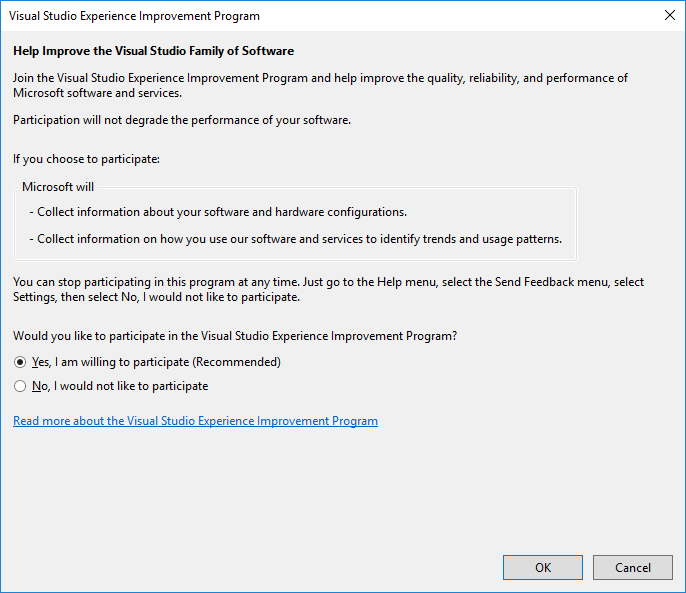 Visual Studio Experience Improvement Program
Help Improve the Visual Studio Family of Software
Join the Visual Studio Experience Improvement Program and help improve the quality, reliability, and performance of
Microsoft software and services.
Participation will not degrade the performance of your software.
If you choose to participate:
Microsoft will
- Collect information about your software and hardware configurations.
- Collect information on how you use our software and services to identify trends and usage patterns.
You can stop participating in this program at any time. Just go to the Help menu, select the Send Feedback menu, select
Settings, then select No, I would not like to participate.
Would you like to participate in the Visual Studio Experience Improvement Program?
Yes, I am willing to participate (Recommended)
No, I would not like to participate
Read more about the Visual Studio Experience Improvement Program
OK
Cancel